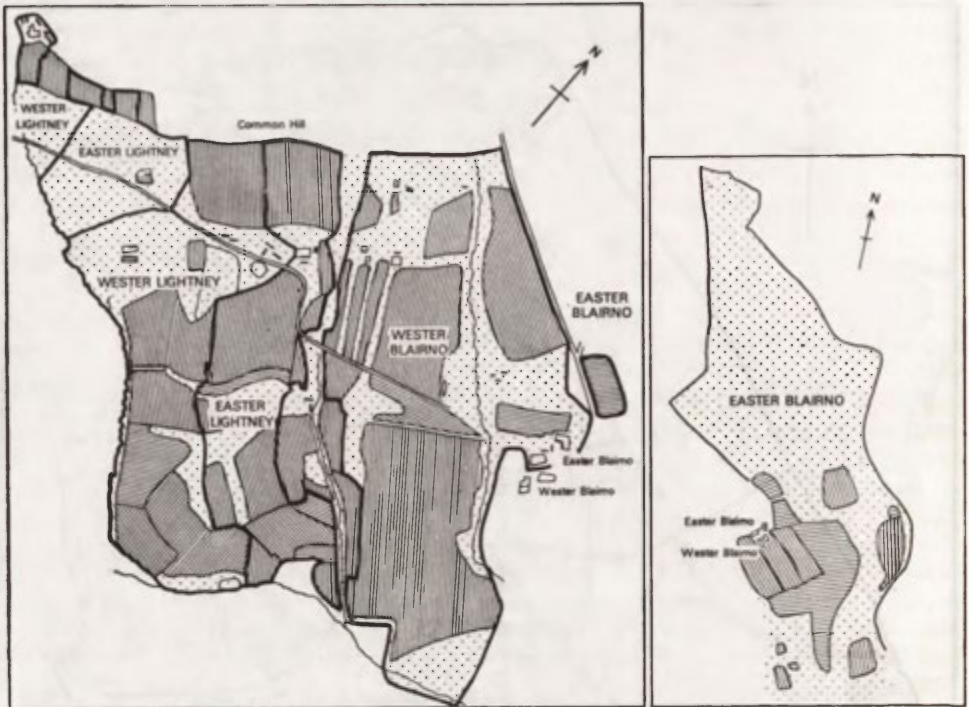 N
Common Hill
WESTER
LIGHTNEY
EASTER LIGHTNEY
WESTER LIGHTNEY
EASTER
BLAIRNO
WESTER
BLAIRNO
EASTER
LIGHTNEY
Easter Blairno
Wester Blairno
N
EASTER BLAIRNO
Easter Blairno
Wester Blairno